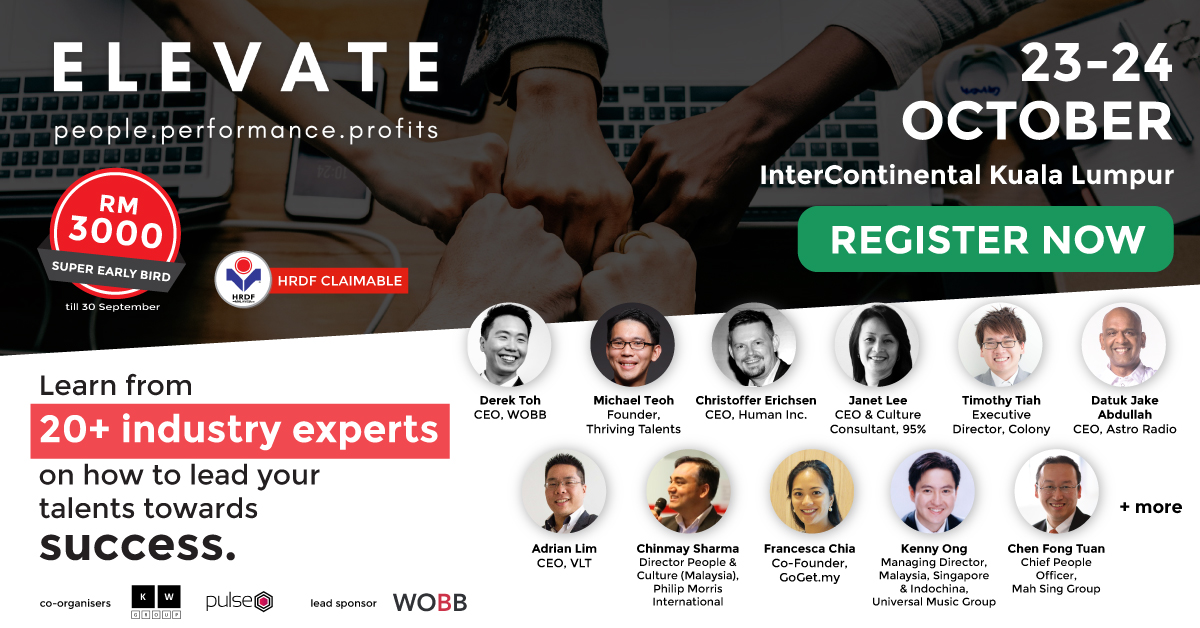 ELEVATE
people.performance.profits
23-24
OCTOBER
InterContinental Kuala Lumpur
REGISTER NOW
RM
3000
SUPER EARLY BIRD
till 30 September
HRDF
HRDF CLAIMABLE
Learn from
20+ industry experts
on how to lead your
talents towards
success.
Derek Toh
CEO, WOBB
Michael Teoh
Founder,
Thriving Talents
Christoffer Erichsen
CEO, Human Inc.
Janet Lee
CEO & Culture
Consultant, 95%
Timothy Tiah
Executive
Director, Colony
Datuk Jake
Abdullah
CEO, Astro Radio
Adrian Lim
CEO, VLT
Chinmay Sharma
Director People &
Culture (Malaysia),
Philip Morris
International
Francesca Chia
Co-Founder,
GoGet.my
Kenny Ong
Managing Director,
Malaysia, Singapore
& Indochina,
Universal Music Group
Chen Fong Tuan
Chief People
Officer,
Mah Sing Group
+ more
co-organisers
K W
GROUP
pulse
lead sponsor
WOBB